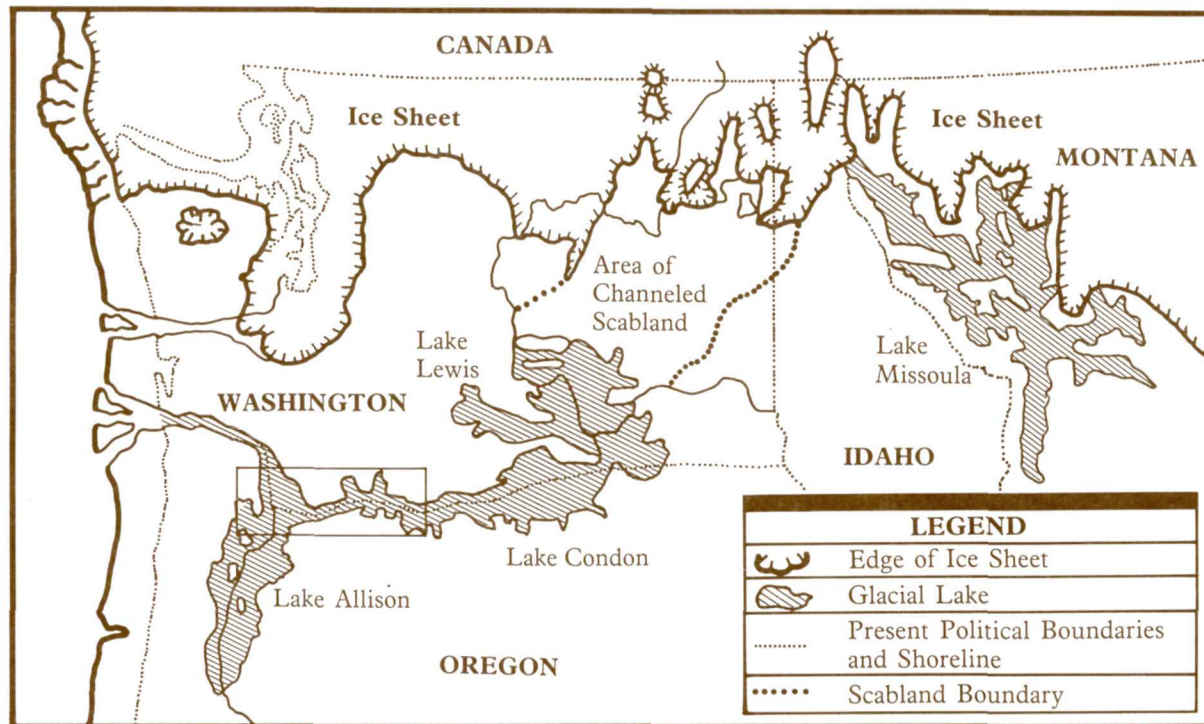 CANADA
Ice Sheet
Ice Sheet
MONTANA
Area of
Channeled
Scabland
Lake
Lewis
Lake
Missoula
WASHINGTON
IDAHO
Lake Condon
Lake Allison
OREGON
LEGEND
Edge of Ice Sheet
Glacial Lake
Present Political Boundaries
and Shoreline
Scabland Boundary